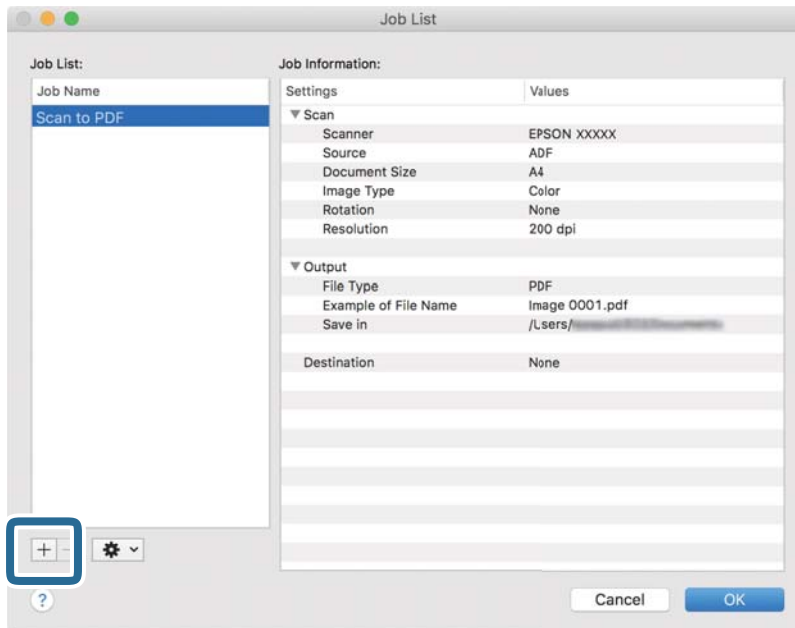 Job List
Job List:
Job Information:
Job Name
Settings Values
Scan to PDF
Scan
Scanner EPSON XXXXX
Source ADF
Document Size A4
Image Type Color
Rotation None
Resolution 200 dpi
Output
File Type PDF
Example of File Name Image 0001.pdf
Save in /Users/
Destination None
+ -
?
Cancel OK